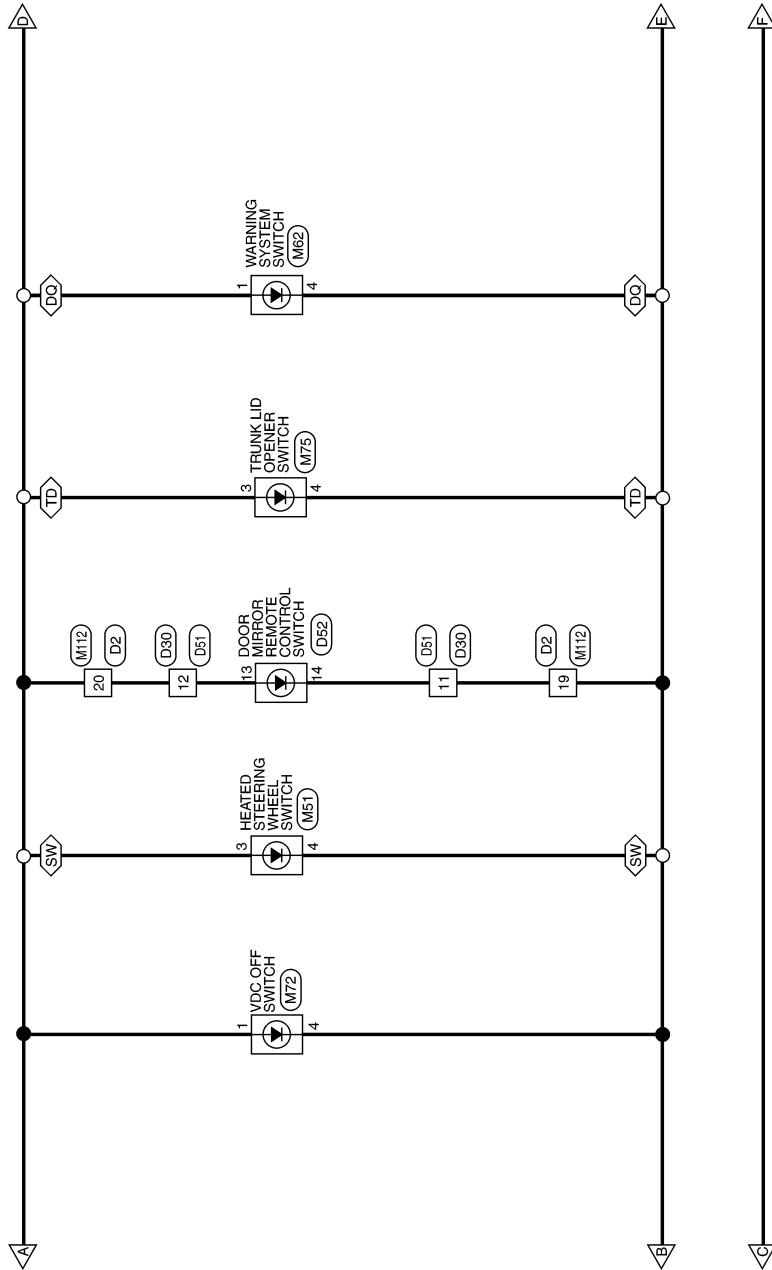 A
D
SW
M112
20
D2
D30
12
D51
TD
DQ
1
VDC OFF
SWITCH
M72
4
3
HEATED
STEERING
WHEEL
SWITCH
M51
4
13
DOOR
MIRROR
REMOTE
CONTROL
SWITCH
D52
14
3
TRUNK LID
OPENER
SWITCH
M75
4
1
WARNING
SYSTEM
SWITCH
M62
4
D51
11
D30
D2
19
M112
SW
TD
DQ
B
E
C
F